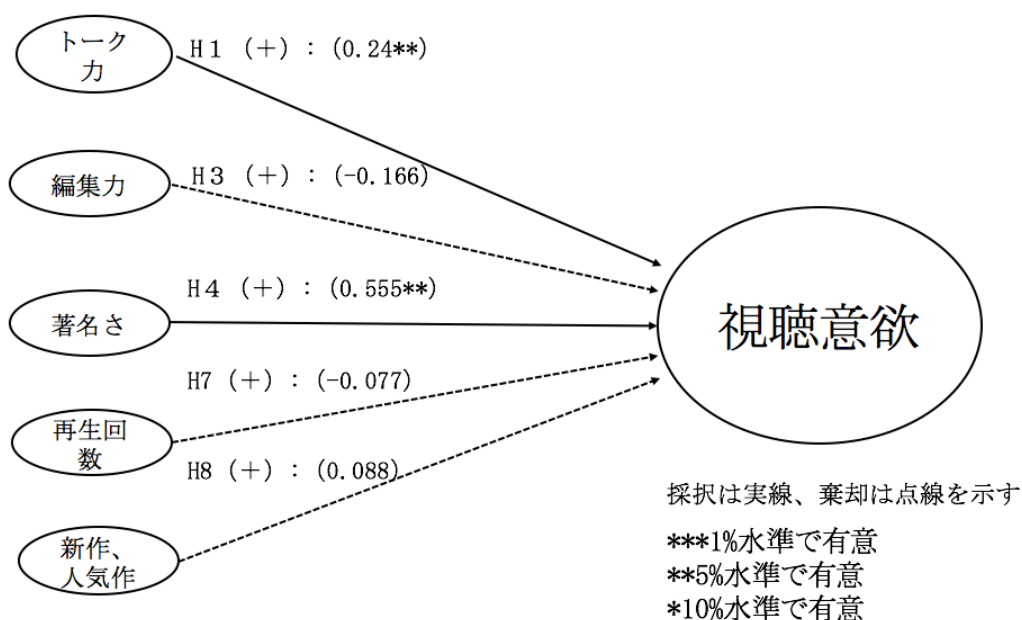 トーク
力
H１ (＋) : (0.24**)
編集力
H３ (＋) : (-0.166)
著名さ
H４ (＋) : (0.555**)
視聴意欲
再生回
数
H7 (＋) : (-0.077)
H8 (＋) : (0.088)
新作、
人気作
採択は実線、棄却は点線を示す
***1%水準で有意
**5%水準で有意
*10%水準で有意